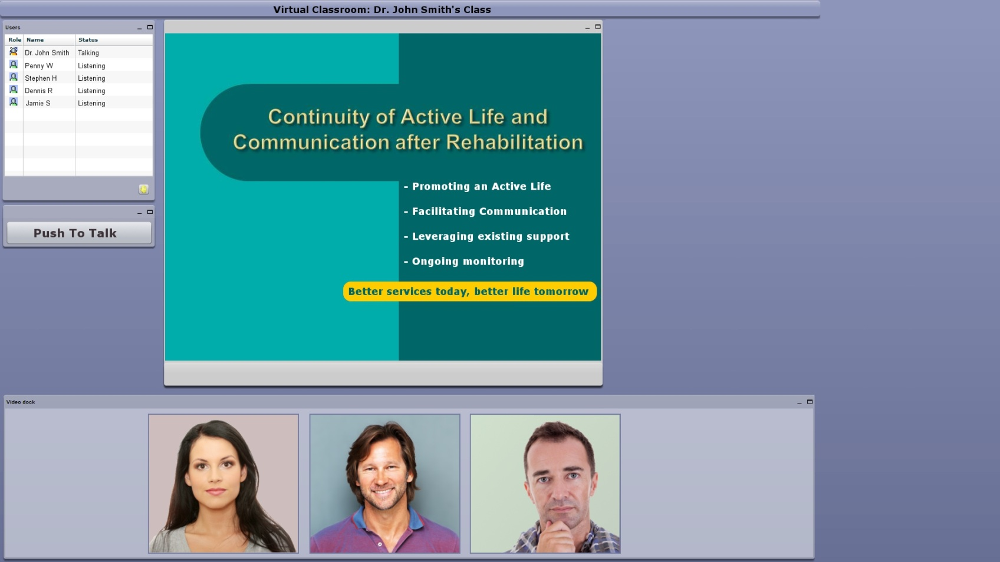 Virtual Classroom: Dr. John Smith's Class
Users
Role Name Status
Dr. John Smith Talking
Penny W Listening
Stephen H Listening
Dennis R Listening
Jamie S Listening
Push To Talk
Continuity of Active Life and
Communication after Rehabilitation
- Promoting an Active Life
- Facilitating Communication
- Leveraging existing support
- Ongoing monitoring
Better services today, better life tomorrow
Video dock